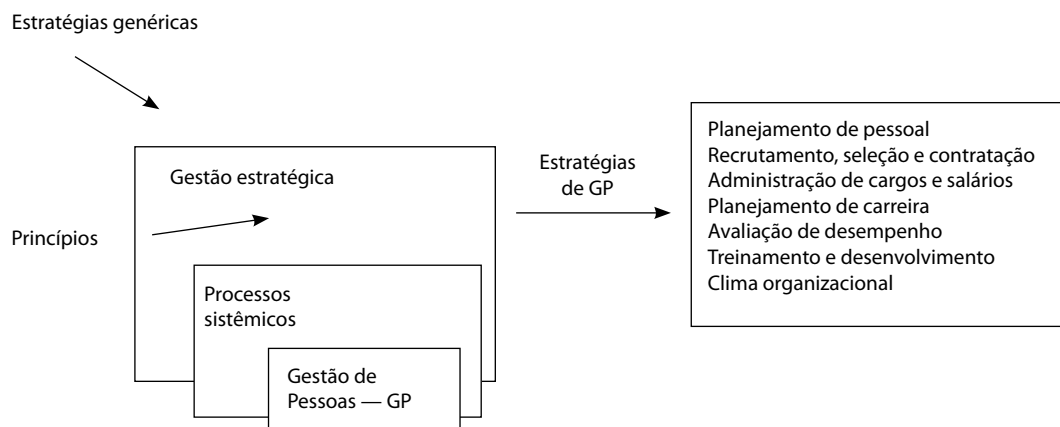 Estratégias genéricas
Gestão estratégica
Princípios
Processos
sistêmicos
Gestão de
Pessoas — GP
Estratégias
de GP
Planejamento de pessoal
Recrutamento, seleção e contratação
Administração de cargos e salários
Planejamento de carreira
Avaliação de desempenho
Treinamento e desenvolvimento
Clima organizacional